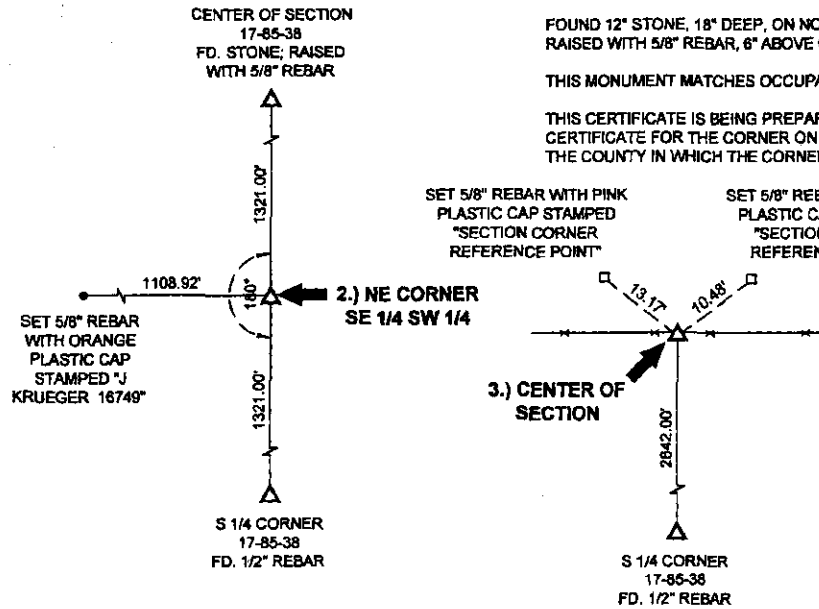 CENTER OF SECTION
17-85-38
FD. STONE; RAISED
WITH 5/8" REBAR
FOUND 12" STONE, 18" DEEP, ON NO
RAISED WITH 5/8" REBAR, 6" ABOVE
THIS MONUMENT MATCHES OCCUPA
THIS CERTIFICATE IS BEING PREPAR
CERTIFICATE FOR THE CORNER ON
THE COUNTY IN WHICH THE CORNER
1321.00'
1108.92'
180°
2.) NE CORNER
SE 1/4 SW 1/4
SET 5/8" REBAR
WITH ORANGE
PLASTIC CAP
STAMPED "J
KRUEGER 16749"
1321.00'
S 1/4 CORNER
17-85-38
FD. 1/2" REBAR
SET 5/8" REBAR WITH PINK
PLASTIC CAP STAMPED
"SECTION CORNER
REFERENCE POINT"
SET 5/8" REB
PLASTIC CA
"SECTION
REFEREN
13.17'
10.48'
3.) CENTER OF
SECTION
2642.00'
S 1/4 CORNER
17-85-38
FD. 1/2" REBAR